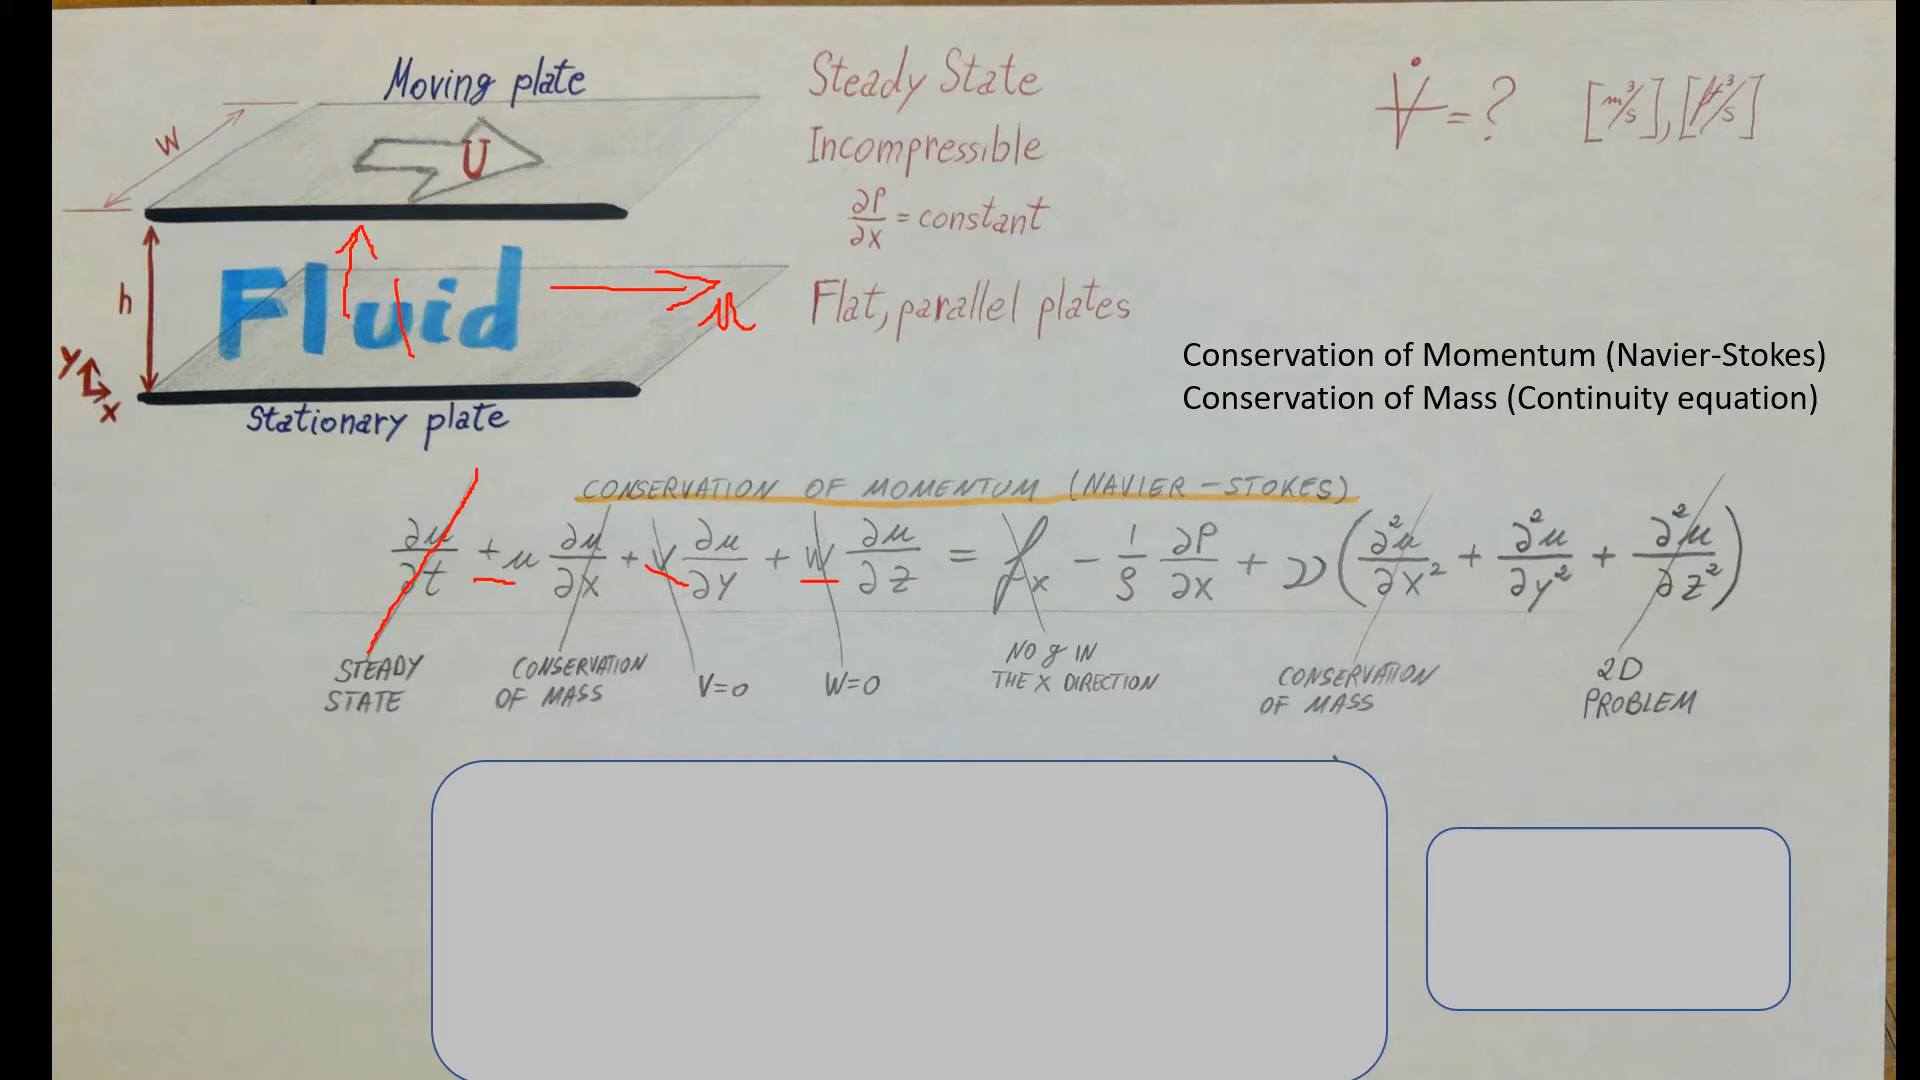 Moving plate
W
U
h
Fluid
u
y
x
Stationary plate
Steady State
Incompressible
∂P/∂x = constant
Flat, parallel plates
V̇ = ? [m³/s], [ft³/s]
Conservation of Momentum (Navier-Stokes)
Conservation of Mass (Continuity equation)
CONSERVATION OF MOMENTUM (NAVIER-STOKES)
∂u/∂t + u ∂u/∂x + V ∂u/∂y + W ∂u/∂z = fx - 1/ρ ∂P/∂x + ν(∂²u/∂x² + ∂²u/∂y² + ∂²u/∂z²)
STEADY
STATE
CONSERVATION
OF MASS
V=0
W=0
NO g IN
THE X DIRECTION
CONSERVATION
OF MASS
2D
PROBLEM